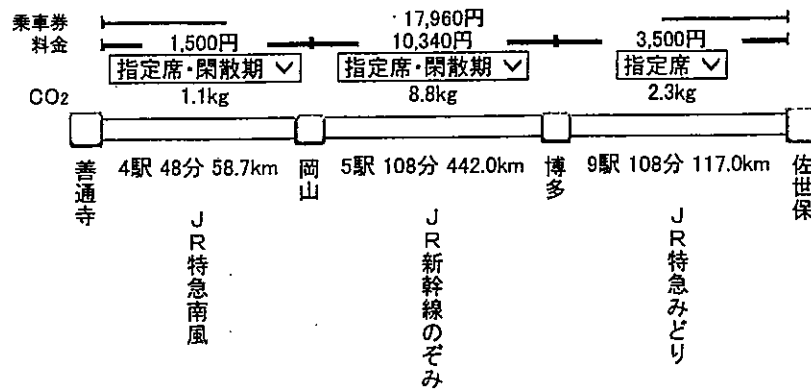 乗車券 17,960円
料金 1,500円 10,340円 3,500円
指定席・閑散期 指定席・閑散期 指定席
CO2 1.1kg 8.8kg 2.3kg
善通寺 4駅 48分 58.7km 岡山 5駅 108分 442.0km 博多 9駅 108分 117.0km 佐世保
JR特急南風
JR新幹線のぞみ
JR特急みどり